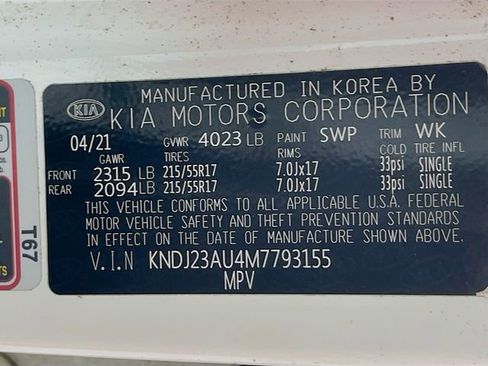 MANUFACTURED IN KOREA BY
KIA KIA MOTORS CORPORATION
04/21 GVWR 4023 LB PAINT SWP TRIM WK
GAWR TIRES RIMS COLD TIRE INFL
FRONT 2315 LB 215/55R17 7.0Jx17 33psi SINGLE
REAR 2094 LB 215/55R17 7.0Jx17 33psi SINGLE
THIS VEHICLE CONFORMS TO ALL APPLICABLE U.S.A. FEDERAL
MOTOR VEHICLE SAFETY AND THEFT PREVENTION STANDARDS
IN EFFECT ON THE DATE OF MANUFACTURE SHOWN ABOVE.
V.I.N KNDJ23AU4M7793155
MPV
T67